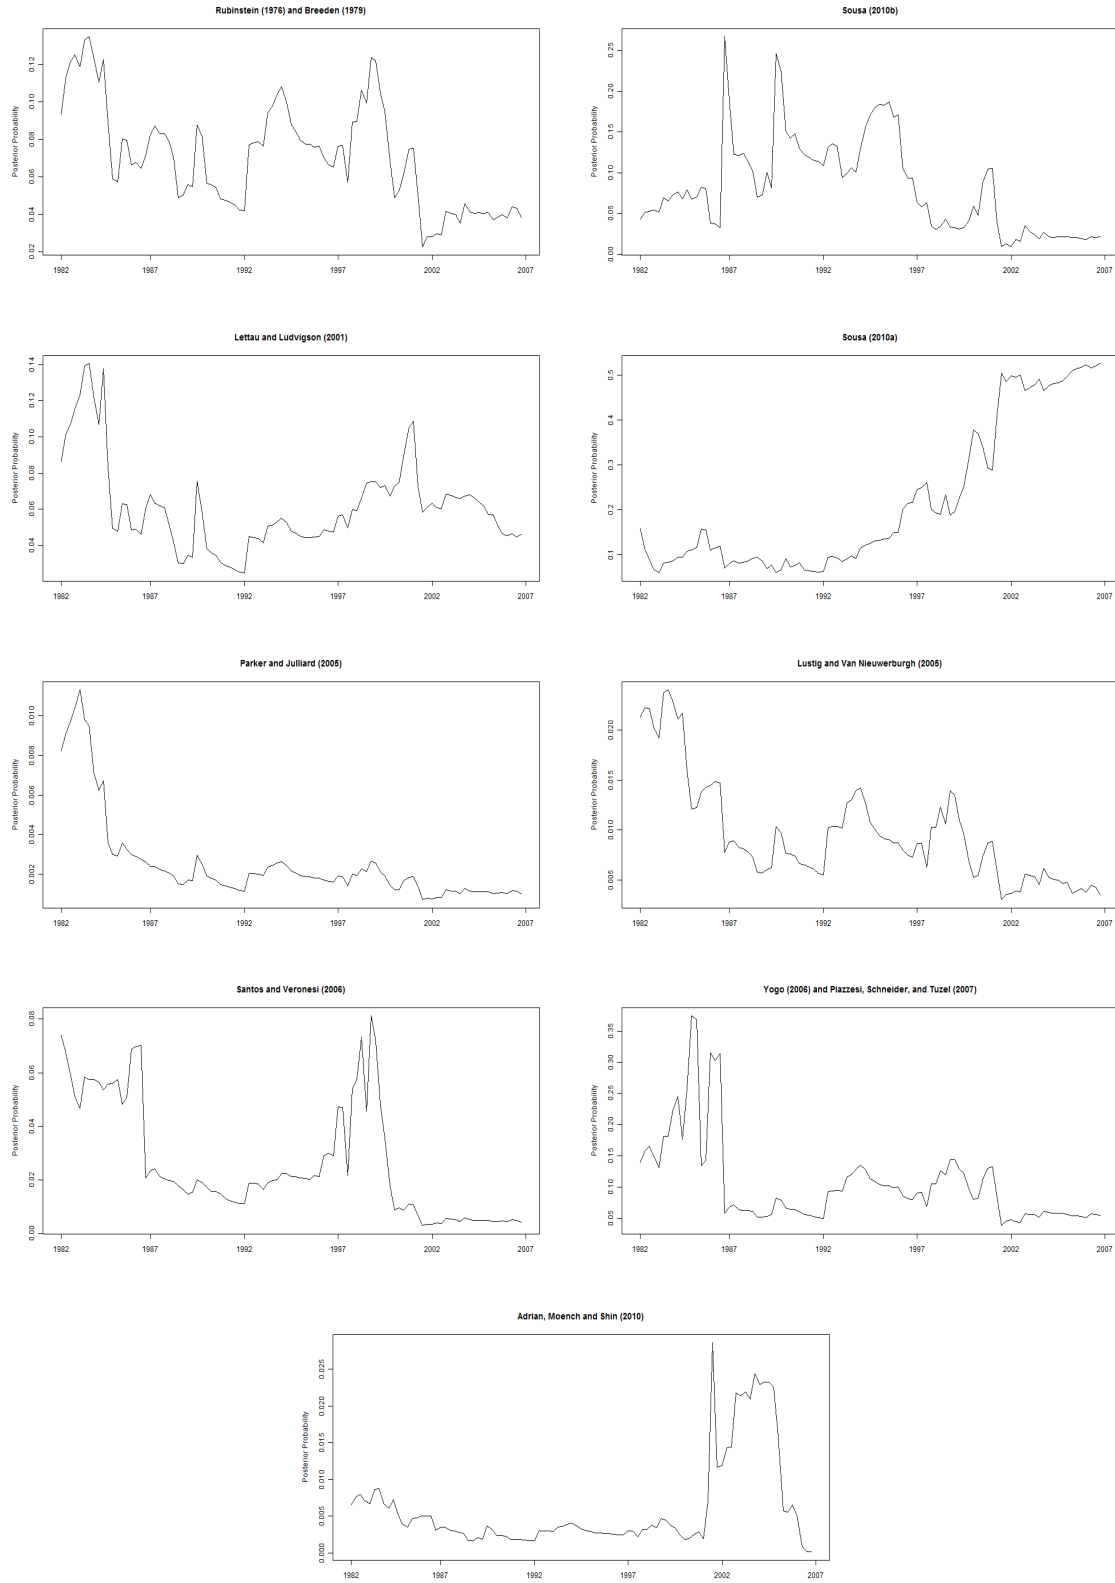 Rubinstein (1976) and Breeden (1979)
Posterior Probability
0.02 0.04 0.06 0.08 0.10 0.12
1982 1987 1992 1997 2002 2007
Sousa (2010b)
Posterior Probability
0.00 0.05 0.10 0.15 0.20 0.25
1982 1987 1992 1997 2002 2007
Lettau and Ludvigson (2001)
Posterior Probability
0.04 0.06 0.08 0.10 0.12 0.14
1982 1987 1992 1997 2002 2007
Sousa (2010a)
Posterior Probability
0.1 0.2 0.3 0.4 0.5
1982 1987 1992 1997 2002 2007
Parker and Julliard (2005)
Posterior Probability
0.002 0.004 0.006 0.008 0.010
1982 1987 1992 1997 2002 2007
Lustig and Van Nieuwerburgh (2005)
Posterior Probability
0.005 0.010 0.015 0.020
1982 1987 1992 1997 2002 2007
Santos and Veronesi (2006)
Posterior Probability
0.00 0.02 0.04 0.06 0.08
1982 1987 1992 1997 2002 2007
Yogo (2006) and Piazzesi, Schneider, and Tuzel (2007)
Posterior Probability
0.05 0.10 0.15 0.20 0.25 0.30 0.35
1982 1987 1992 1997 2002 2007
Adrian, Moench and Shin (2010)
Posterior Probability
0.000 0.005 0.010 0.015 0.020 0.025
1982 1987 1992 1997 2002 2007